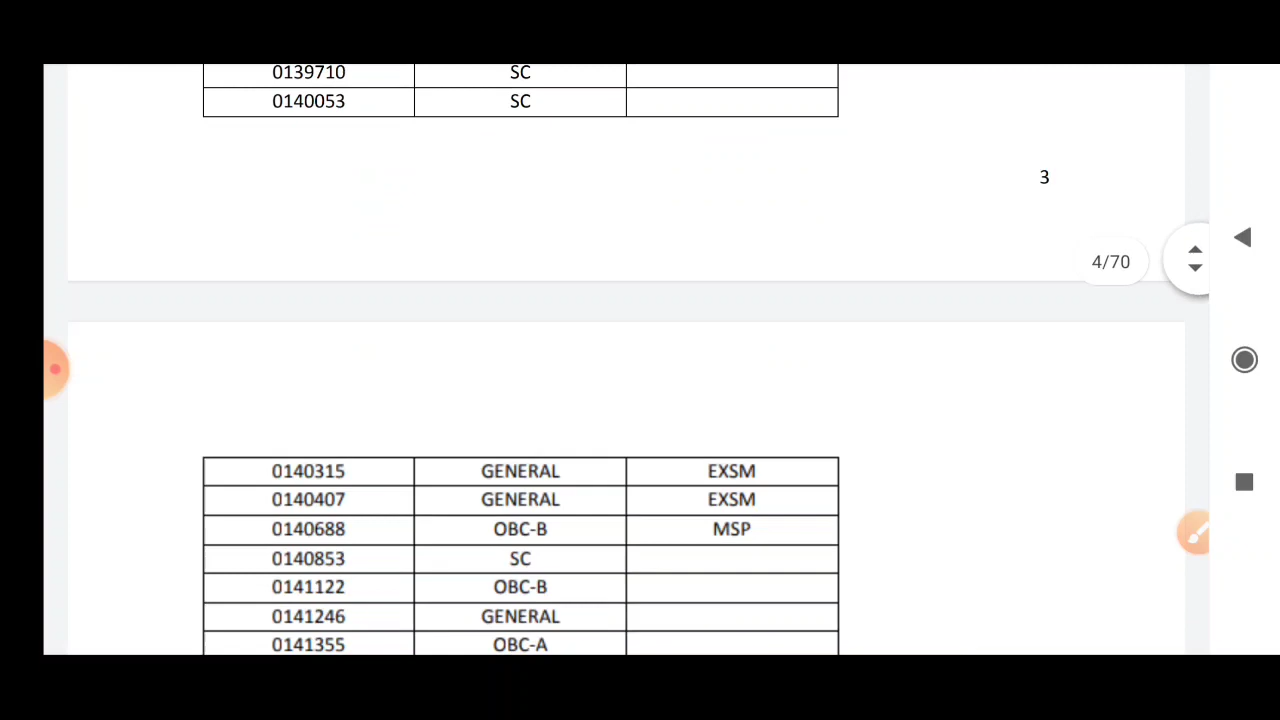 0139710 SC
0140053 SC
3
4/70
0140315 GENERAL EXSM
0140407 GENERAL EXSM
0140688 OBC-B MSP
0140853 SC
0141122 OBC-B
0141246 GENERAL
0141355 OBC-A